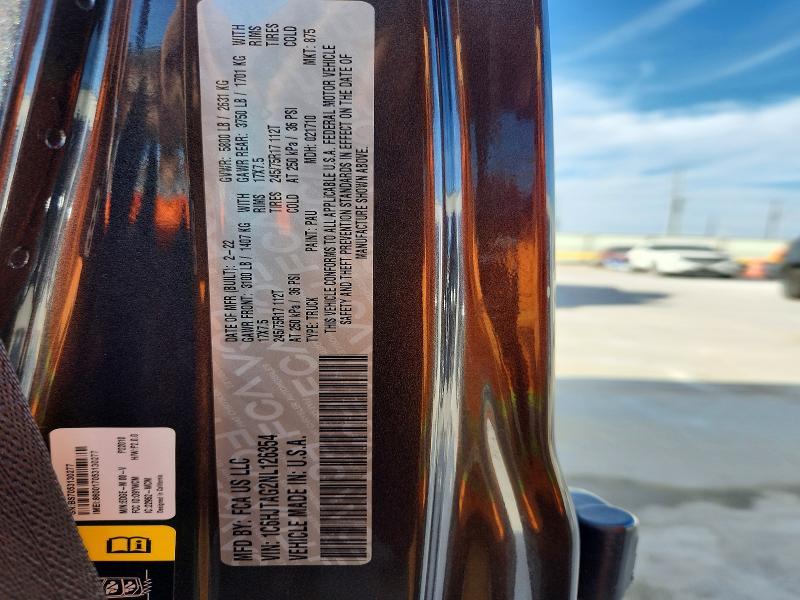 MFD BY: FCA US LLC
DATE OF MFR (BUILT): 2-22
GVWR: 5800 LB / 2631 KG
GAWR FRONT: 3100 LB / 1407 KG WITH
GAWR REAR: 3750 LB / 1701 KG WITH
17X7.5 RIMS
17X7.5 RIMS
245/75R17 112T TIRES
245/75R17 112T TIRES
AT 250 kPa / 36 PSI COLD
AT 250 kPa / 36 PSI COLD
VIN: 1C6HJTAG2NL126354
TYPE: TRUCK PAINT: PAU MDH: 021710 MKT: 875
VEHICLE MADE IN: U.S.A.
THIS VEHICLE CONFORMS TO ALL APPLICABLE U.S.A. FEDERAL MOTOR VEHICLE
SAFETY AND THEFT PREVENTION STANDARDS IN EFFECT ON THE DATE OF
MANUFACTURE SHOWN ABOVE.
Designed in California